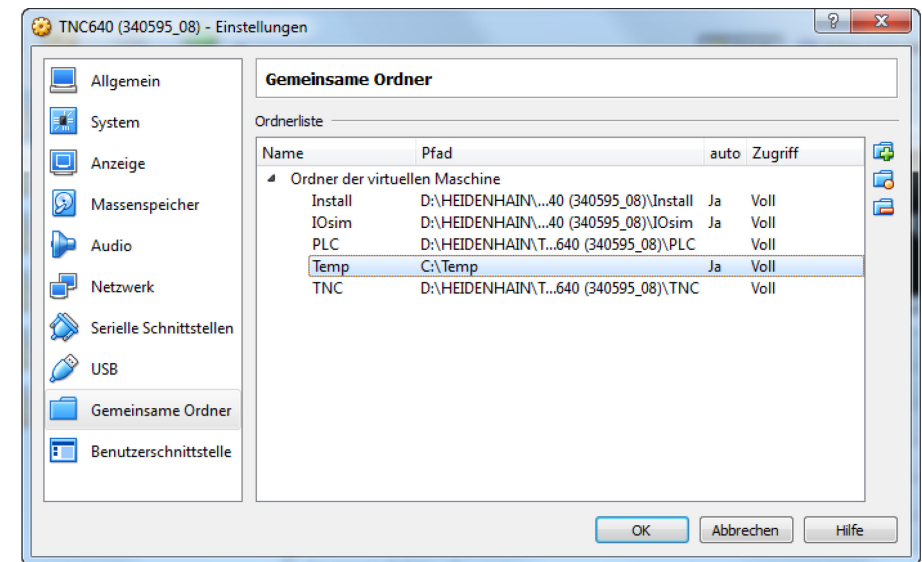 TNC640 (340595_08) - Einstellungen
Allgemein
System
Anzeige
Massenspeicher
Audio
Netzwerk
Serielle Schnittstellen
USB
Gemeinsame Ordner
Benutzerschnittstelle
Gemeinsame Ordner
Ordnerliste
Name Pfad auto Zugriff
Ordner der virtuellen Maschine
Install D:\HEIDENHAIN\...40 (340595_08)\Install Ja Voll
IOsim D:\HEIDENHAIN\...40 (340595_08)\IOsim Ja Voll
PLC D:\HEIDENHAIN\T...640 (340595_08)\PLC Voll
Temp C:\Temp Ja Voll
TNC D:\HEIDENHAIN\T...640 (340595_08)\TNC Voll
OK Abbrechen Hilfe